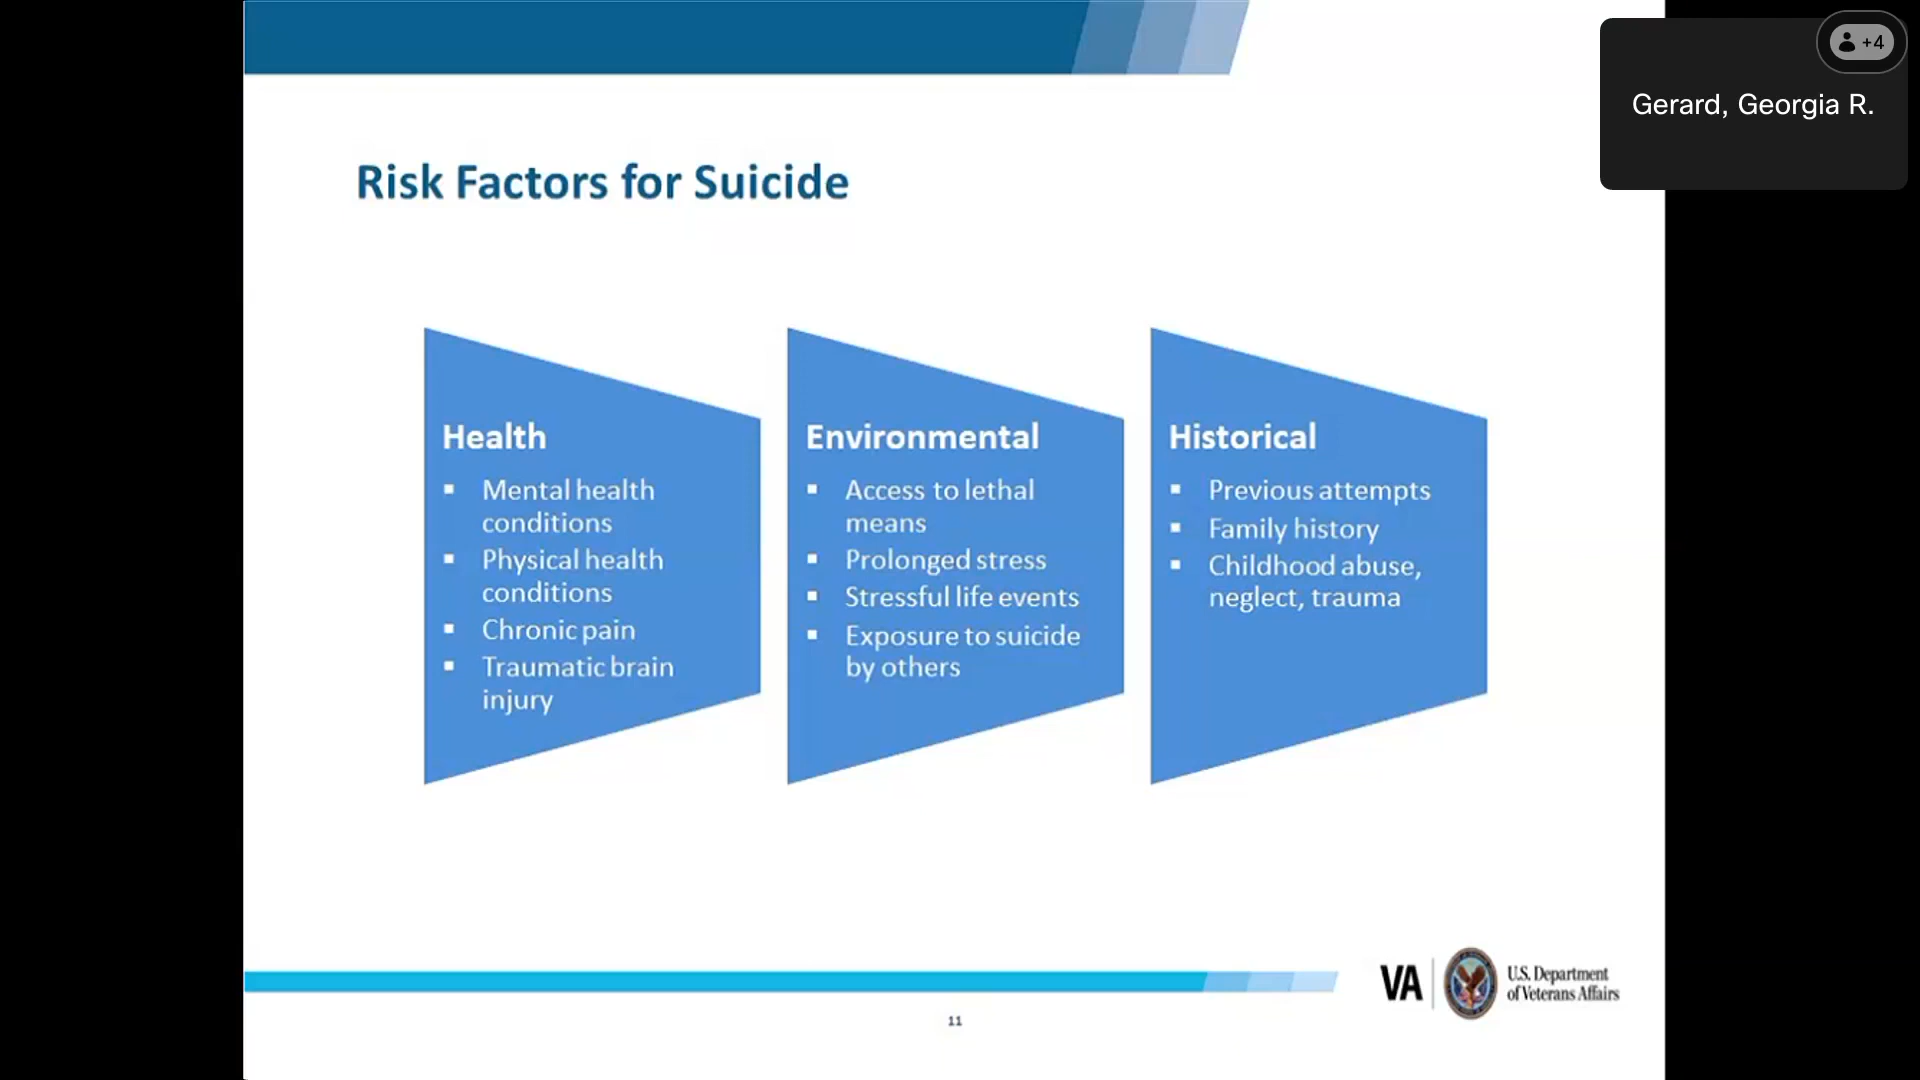 +4
Gerard, Georgia R.
Risk Factors for Suicide
Health
▪ Mental health
conditions
▪ Physical health
conditions
▪ Chronic pain
▪ Traumatic brain
injury
Environmental
▪ Access to lethal
means
▪ Prolonged stress
▪ Stressful life events
▪ Exposure to suicide
by others
Historical
▪ Previous attempts
▪ Family history
▪ Childhood abuse,
neglect, trauma
VA
U.S. Department
of Veterans Affairs
11